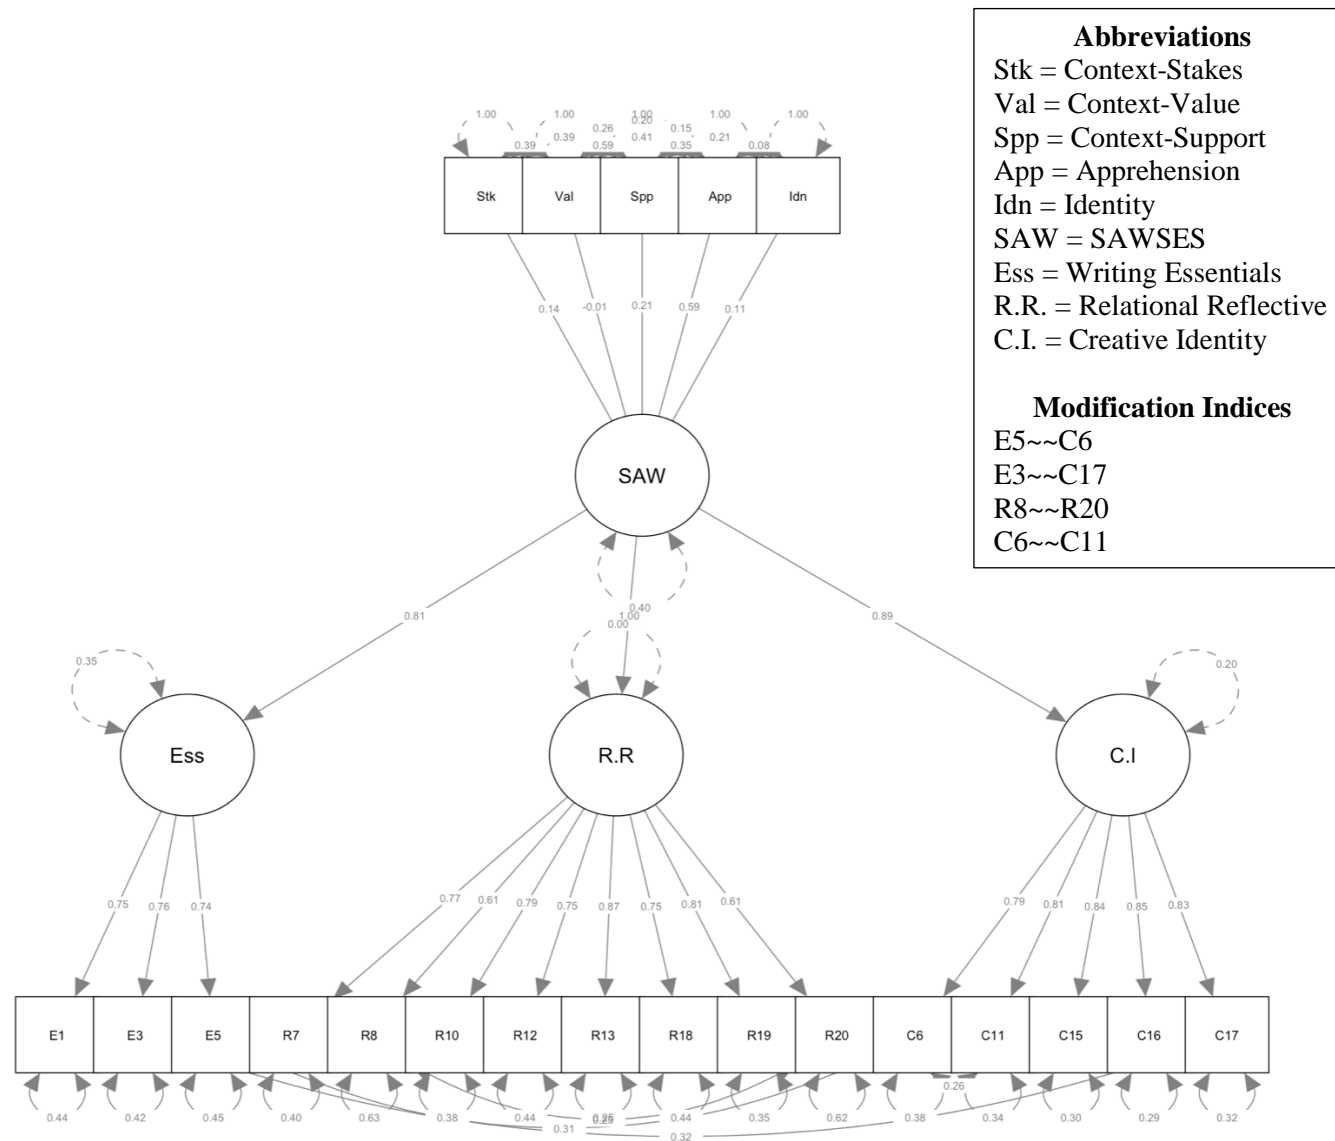 Abbreviations
Stk = Context-Stakes
Val = Context-Value
Spp = Context-Support
App = Apprehension
Idn = Identity
SAW = SAWSES
Ess = Writing Essentials
R.R. = Relational Reflective
C.I. = Creative Identity
Modification Indices
E5~~C6
E3~~C17
R8~~R20
C6~~C11
1.00 1.00 1.00 1.00 1.00
0.20
0.26 0.15
0.39 0.41 0.21
0.39 0.59 0.35 0.08
Stk Val Spp App Idn
0.14 -0.01 0.21 0.59 0.11
SAW
0.81 0.40 0.89
1.00
0.00
0.35 0.20
Ess R.R C.I
0.75 0.76 0.74 0.77 0.61 0.79 0.75 0.87 0.75 0.81 0.61 0.79 0.81 0.84 0.85 0.83
E1 E3 E5 R7 R8 R10 R12 R13 R18 R19 R20 C6 C11 C15 C16 C17
0.26
0.44 0.42 0.45 0.40 0.63 0.38 0.44 0.44 0.35 0.62 0.38 0.34 0.30 0.29 0.32
0.31 0.32